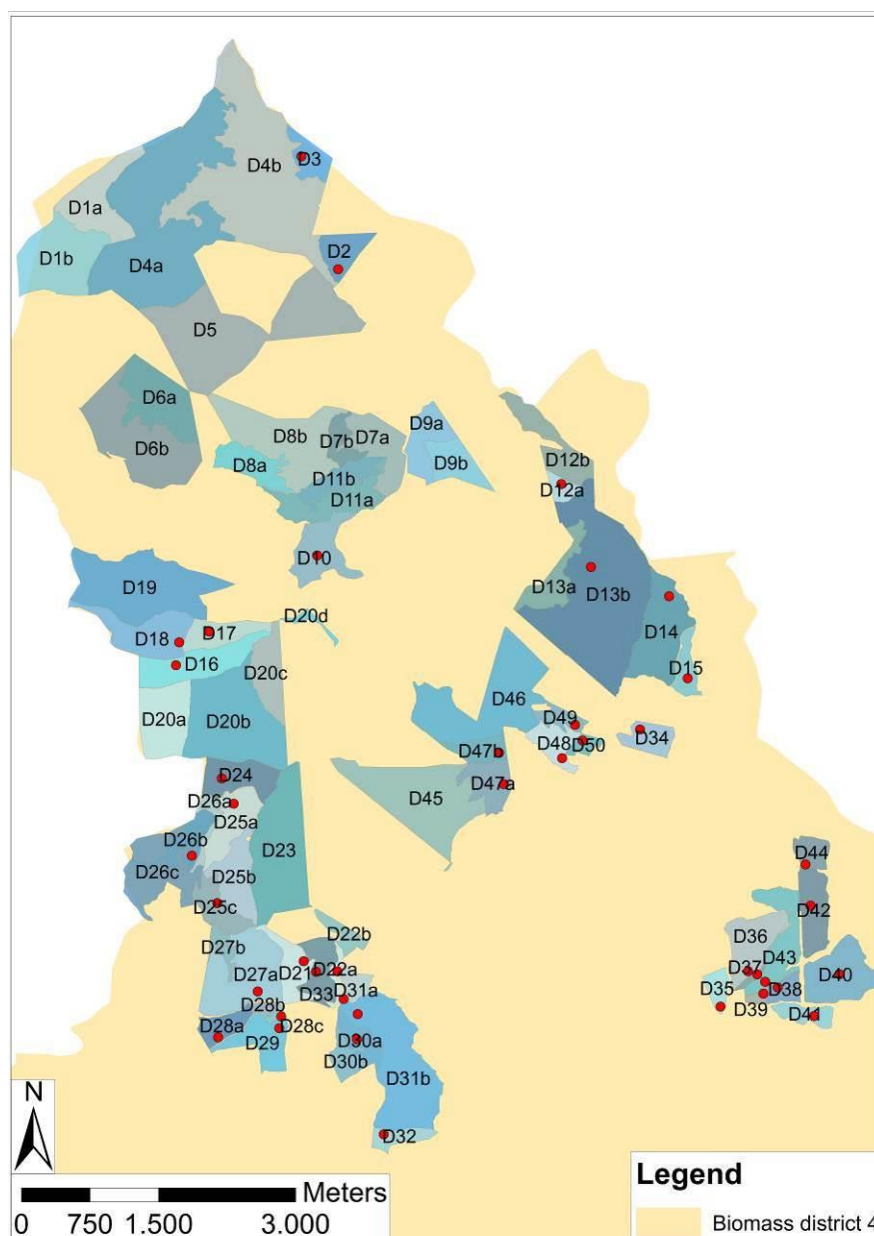 D4b
D3
D1a
D1b
D4a
D2
D5
D6a
D6b
D9a
D8b
D7b
D7a
D8a
D9b
D11b
D11a
D12b
D12a
D10
D13a
D13b
D19
D14
D20d
D17
D18
D16
D20c
D15
D20a
D20b
D46
D49
D50
D48
D34
D47b
D47a
D45
D24
D26a
D25a
D26b
D26c
D25b
D23
D25c
D44
D42
D36
D43
D37
D40
D35
D38
D39
D41
D22b
D27b
D27a
D21
D22a
D33
D31a
D28b
D28a
D28c
D29
D30a
D30b
D31b
D32
N
Meters
0 750 1.500 3.000
Legend
Biomass district 4